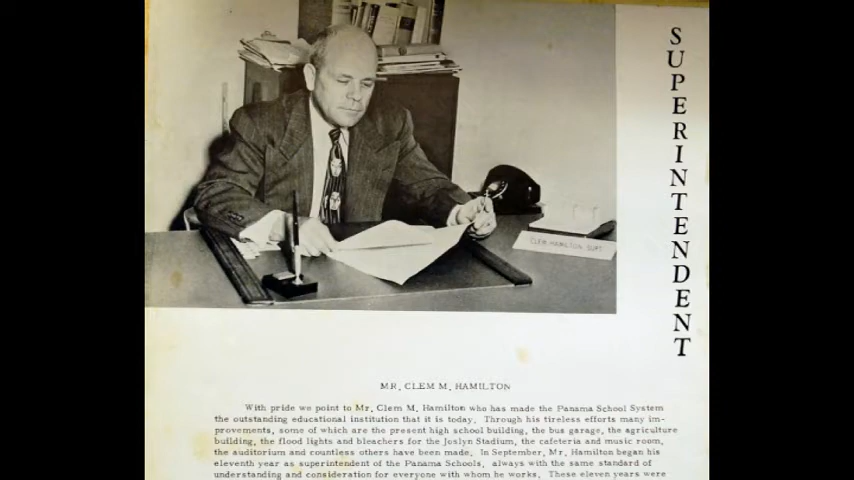 SUPERINTENDENT
CLEM HAMILTON SUPT.
MR. CLEM M. HAMILTON
With pride we point to Mr. Clem M. Hamilton who has made the Panama School System
the outstanding educational institution that it is today. Through his tireless efforts many im-
provements, some of which are the present high school building, the bus garage, the agriculture
building, the flood lights and bleachers for the Joslyn Stadium, the cafeteria and music room,
the auditorium and countless others have been made. In September, Mr. Hamilton began his
eleventh year as superintendent of the Panama Schools, always with the same standard of
understanding and consideration for everyone with whom he works. These eleven years were